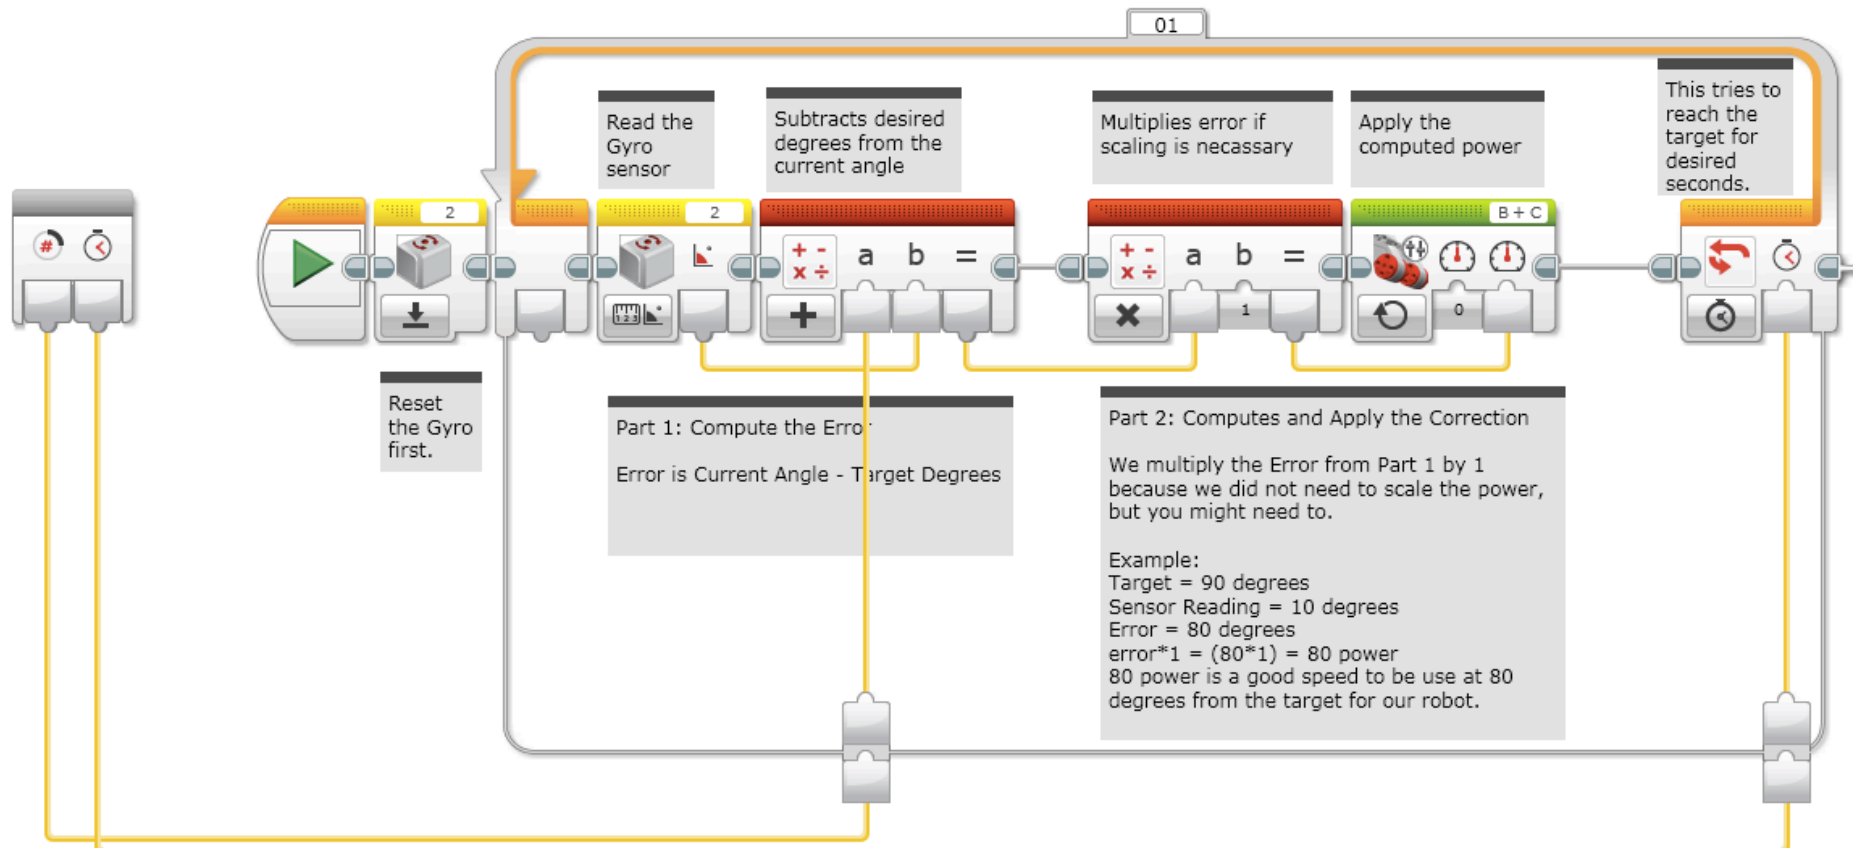 01
Read the
Gyro
sensor
Subtracts desired
degrees from the
current angle
Multiplies error if
scaling is necassary
Apply the
computed power
This tries to
reach the
target for
desired
seconds.
#
2
2
+ -
x ÷
a b =
+ -
x ÷
a b =
B + C
1
0
Reset
the Gyro
first.
Part 1: Compute the Error
Error is Current Angle - Target Degrees
Part 2: Computes and Apply the Correction
We multiply the Error from Part 1 by 1
because we did not need to scale the power,
but you might need to.
Example:
Target = 90 degrees
Sensor Reading = 10 degrees
Error = 80 degrees
error*1 = (80*1) = 80 power
80 power is a good speed to be use at 80
degrees from the target for our robot.